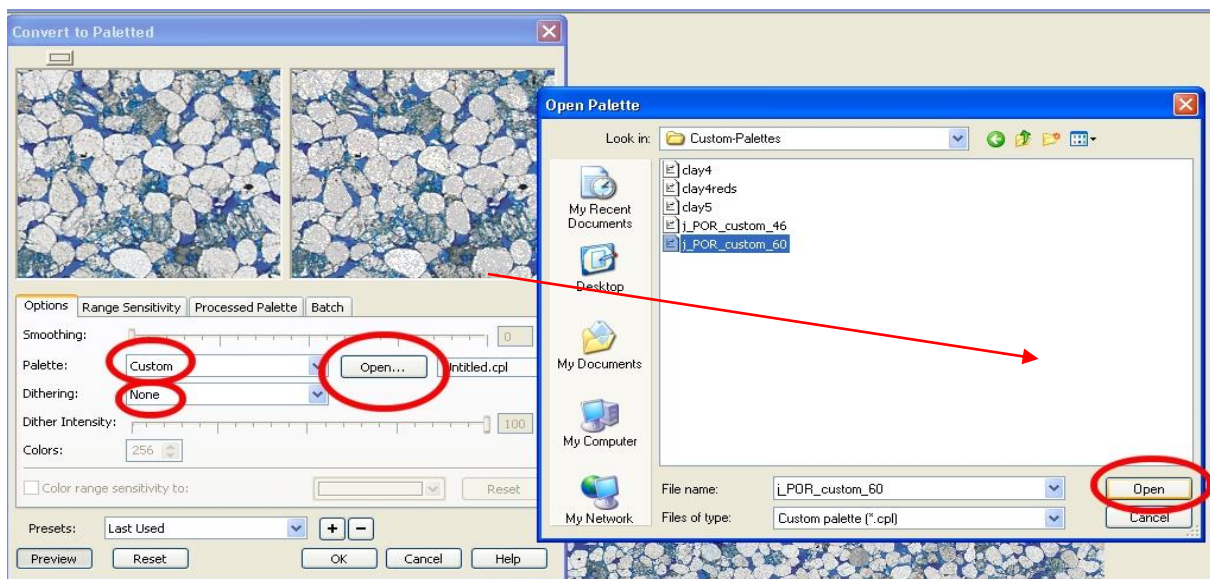 Convert to Paletted
Options Range Sensitivity Processed Palette Batch
Smoothing: 0
Palette: Custom Open... Untitled.cpl
Dithering: None
Dither Intensity: 100
Colors: 256
Color range sensitivity to: Reset
Presets: Last Used + −
Preview Reset OK Cancel Help
Open Palette
Look in: Custom-Palettes
My Recent Documents
Desktop
My Documents
My Computer
My Network
clay4
clay4reds
clay5
j_POR_custom_46
j_POR_custom_60
File name: j_POR_custom_60 Open
Files of type: Custom palette (*.cpl) Cancel